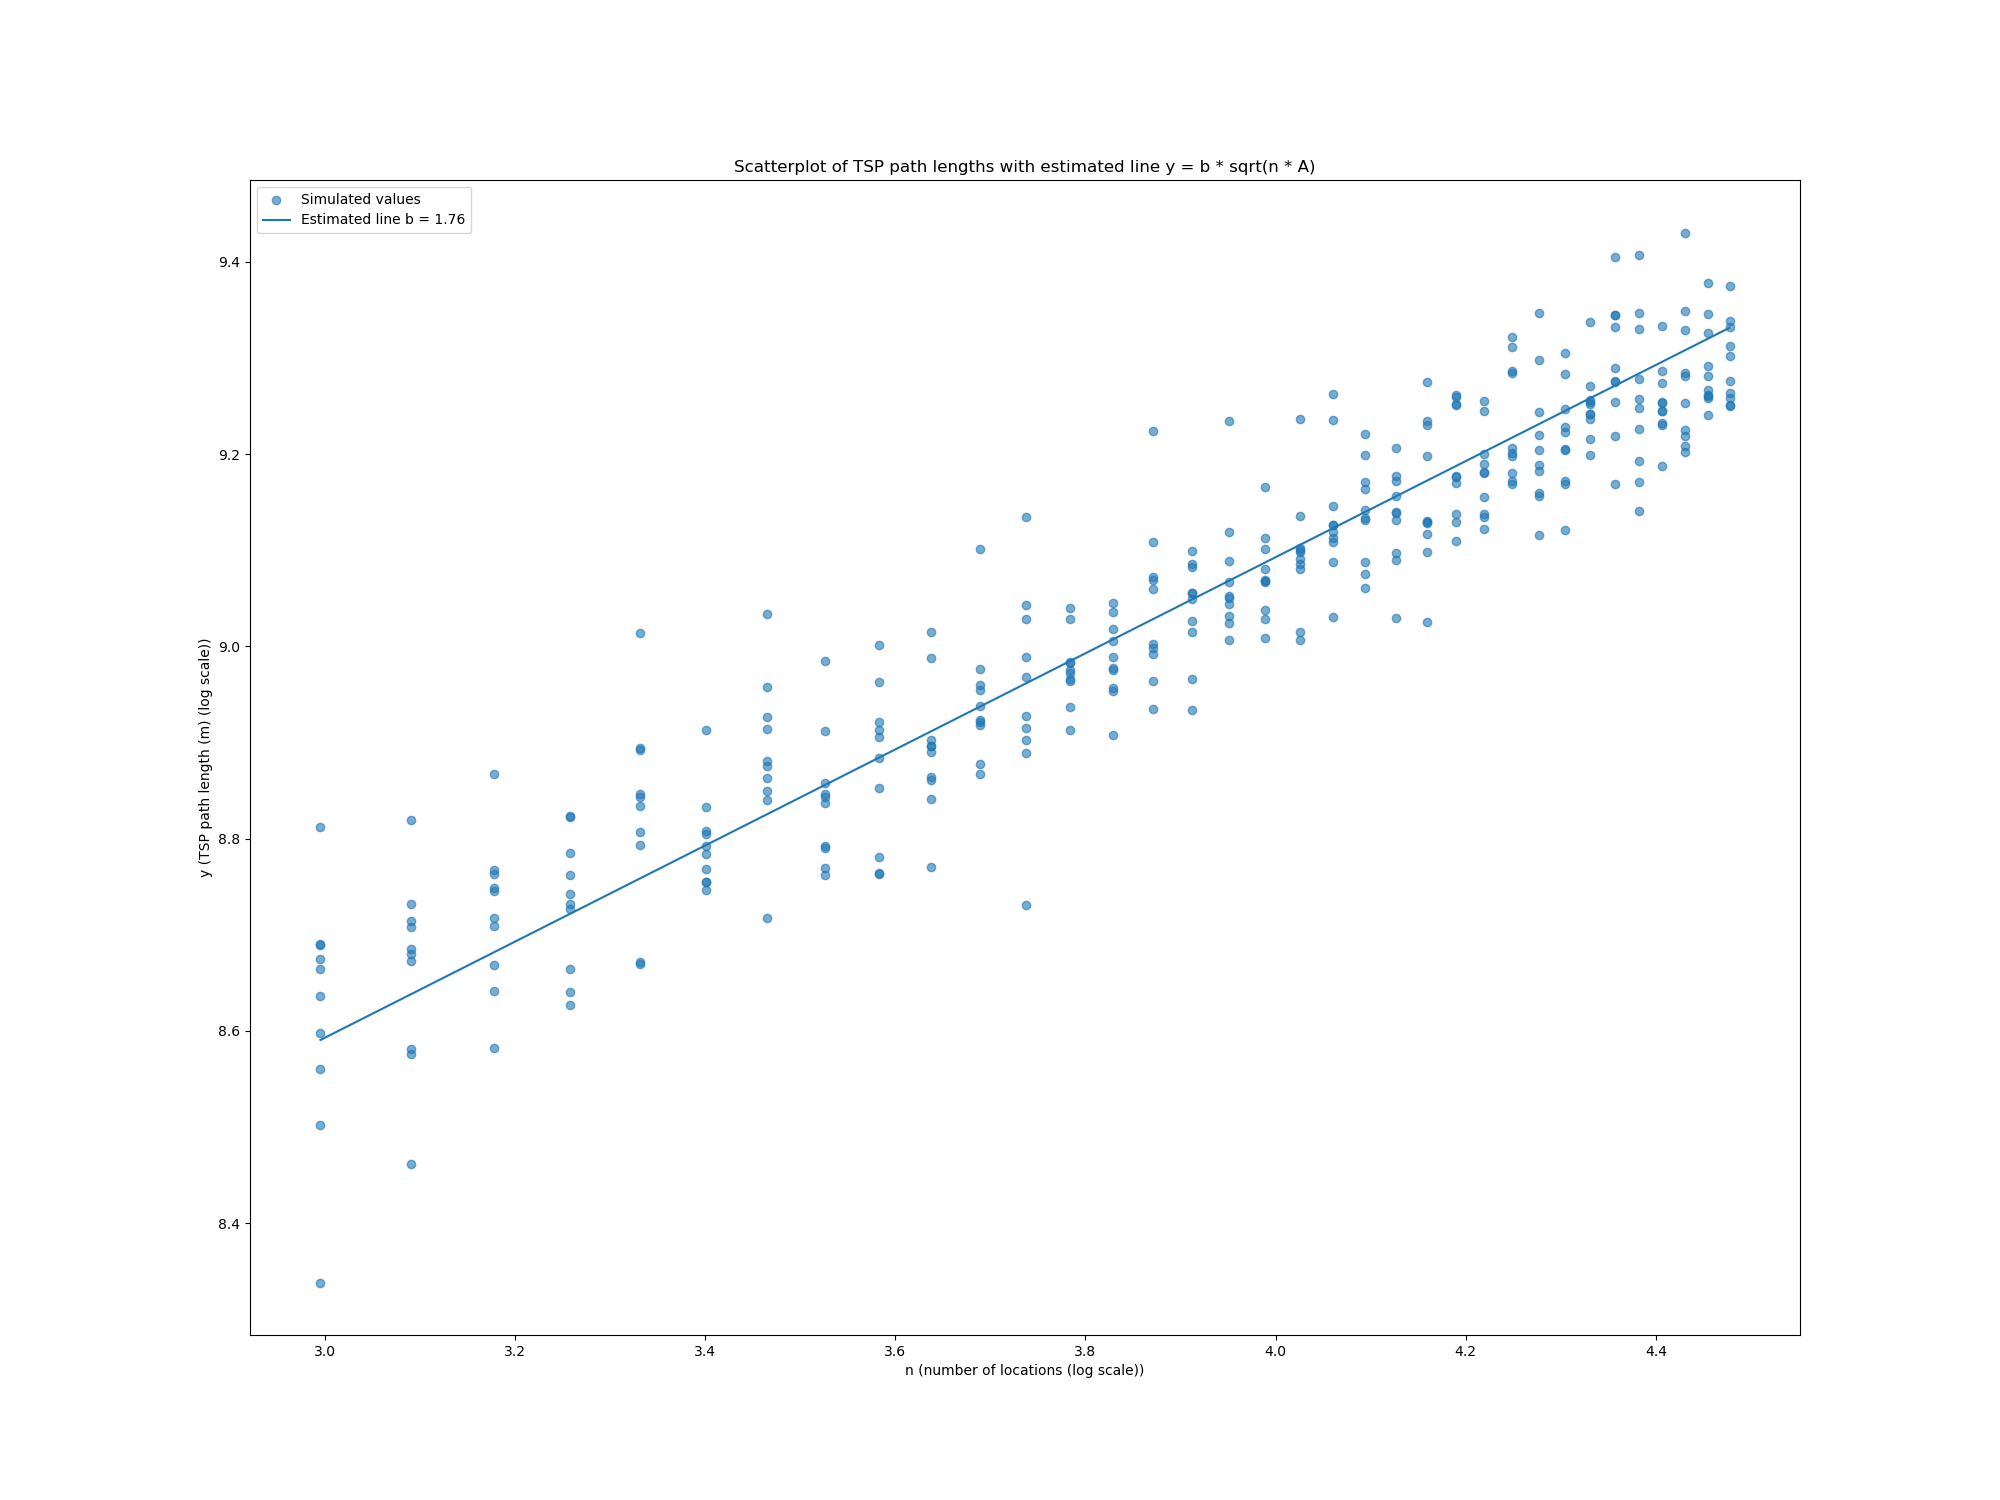 Scatterplot of TSP path lengths with estimated line y = b * sqrt(n * A)
Simulated values
Estimated line b = 1.76
9.4
9.2
9.0
8.8
8.6
8.4
y (TSP path length (m) (log scale))
3.0 3.2 3.4 3.6 3.8 4.0 4.2 4.4
n (number of locations (log scale))